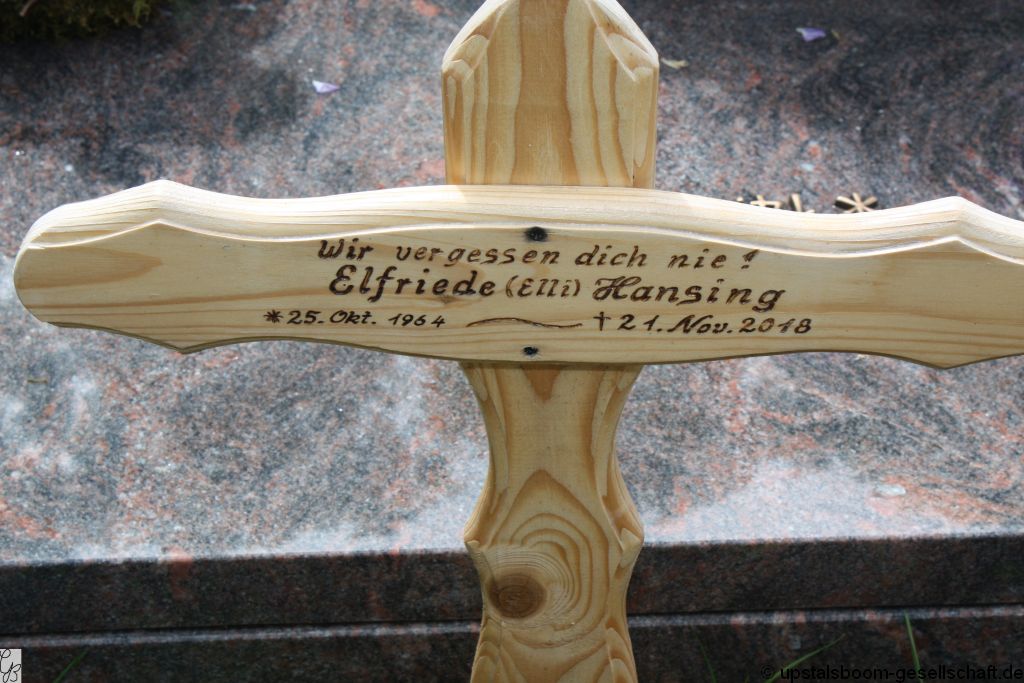 Wir vergessen dich nie!
Elfriede (Elli) Hansing
* 25. Okt. 1964 † 21. Nov. 2018
© upstalsboom-gesellschaft.de